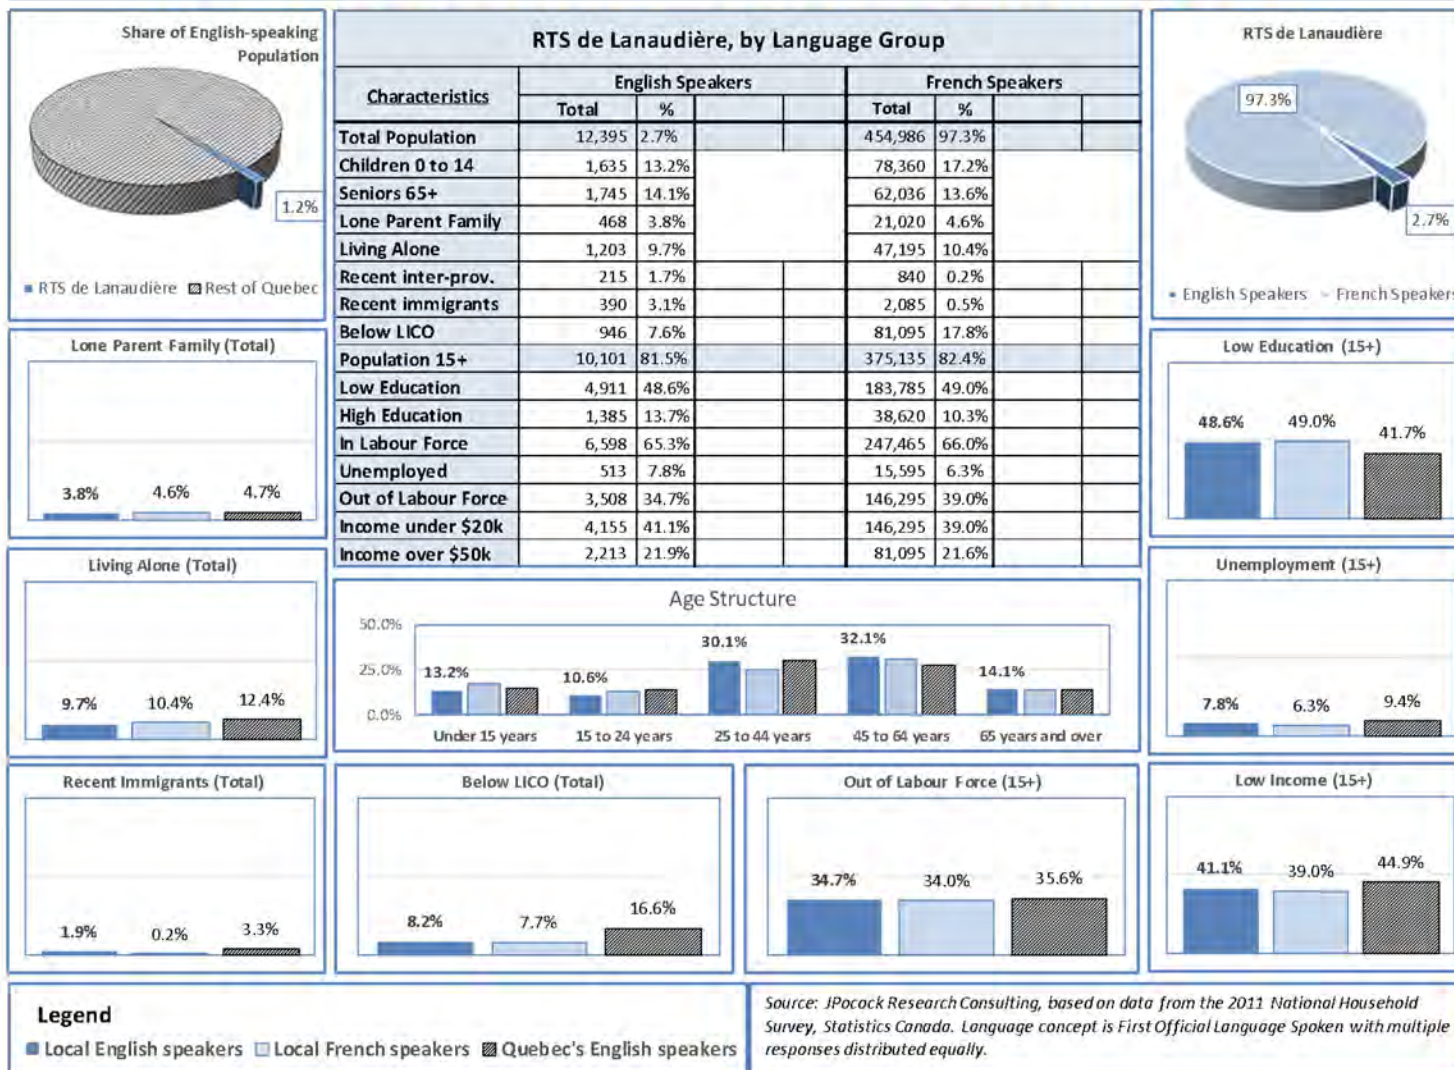 Share of English-speaking
Population
1.2%
■ RTS de Lanaudière ▨ Rest of Quebec
RTS de Lanaudière, by Language Group
Characteristics English Speakers French Speakers
Total % Total %
Total Population 12,395 2.7% 454,986 97.3%
Children 0 to 14 1,635 13.2% 78,360 17.2%
Seniors 65+ 1,745 14.1% 62,036 13.6%
Lone Parent Family 468 3.8% 21,020 4.6%
Living Alone 1,203 9.7% 47,195 10.4%
Recent inter-prov. 215 1.7% 840 0.2%
Recent immigrants 390 3.1% 2,085 0.5%
Below LICO 946 7.6% 81,095 17.8%
Population 15+ 10,101 81.5% 375,135 82.4%
Low Education 4,911 48.6% 183,785 49.0%
High Education 1,385 13.7% 38,620 10.3%
In Labour Force 6,598 65.3% 247,465 66.0%
Unemployed 513 7.8% 15,595 6.3%
Out of Labour Force 3,508 34.7% 146,295 39.0%
Income under $20k 4,155 41.1% 146,295 39.0%
Income over $50k 2,213 21.9% 81,095 21.6%
RTS de Lanaudière
97.3%
2.7%
English Speakers French Speakers
Lone Parent Family (Total)
3.8% 4.6% 4.7%
Low Education (15+)
48.6% 49.0% 41.7%
Living Alone (Total)
9.7% 10.4% 12.4%
Age Structure
50.0%
25.0%
0.0%
13.2% 10.6% 30.1% 32.1% 14.1%
Under 15 years 15 to 24 years 25 to 44 years 45 to 64 years 65 years and over
Unemployment (15+)
7.8% 6.3% 9.4%
Recent Immigrants (Total)
1.9% 0.2% 3.3%
Below LICO (Total)
8.2% 7.7% 16.6%
Out of Labour Force (15+)
34.7% 34.0% 35.6%
Low Income (15+)
41.1% 39.0% 44.9%
Legend
Local English speakers Local French speakers Quebec's English speakers
Source: JPocock Research Consulting, based on data from the 2011 National Household
Survey, Statistics Canada. Language concept is First Official Language Spoken with multiple
responses distributed equally.